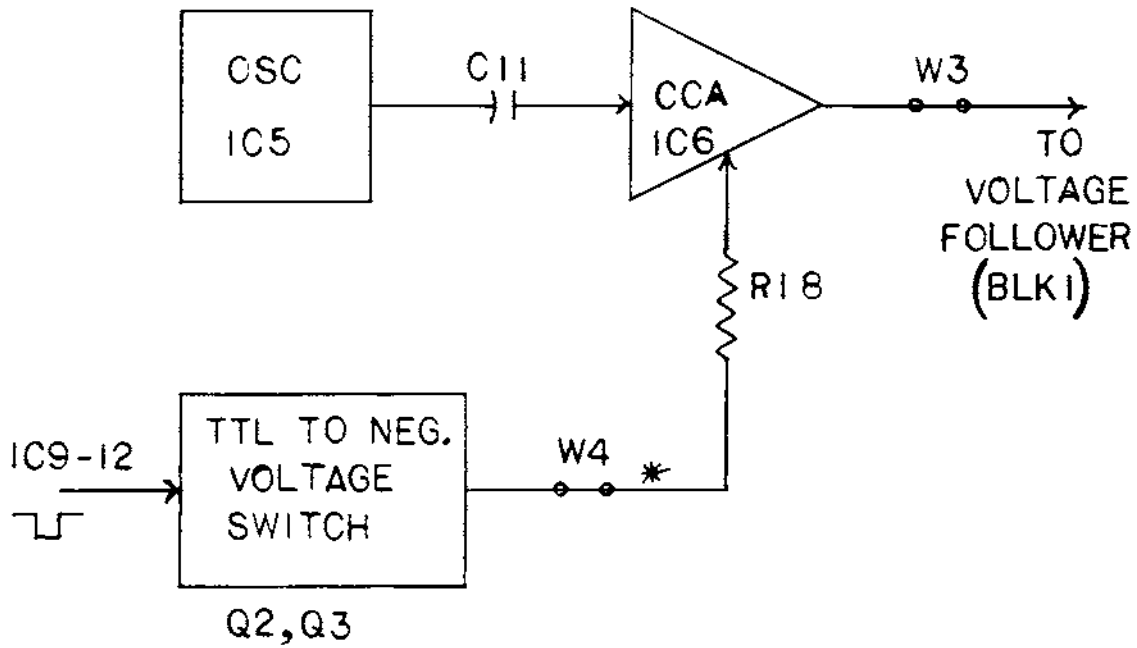 OSC
IC5
C11
CCA
IC6
W3
TO
VOLTAGE
FOLLOWER
(BLK1)
R18
IC9-12
TTL TO NEG.
VOLTAGE
SWITCH
W4
*
Q2,Q3